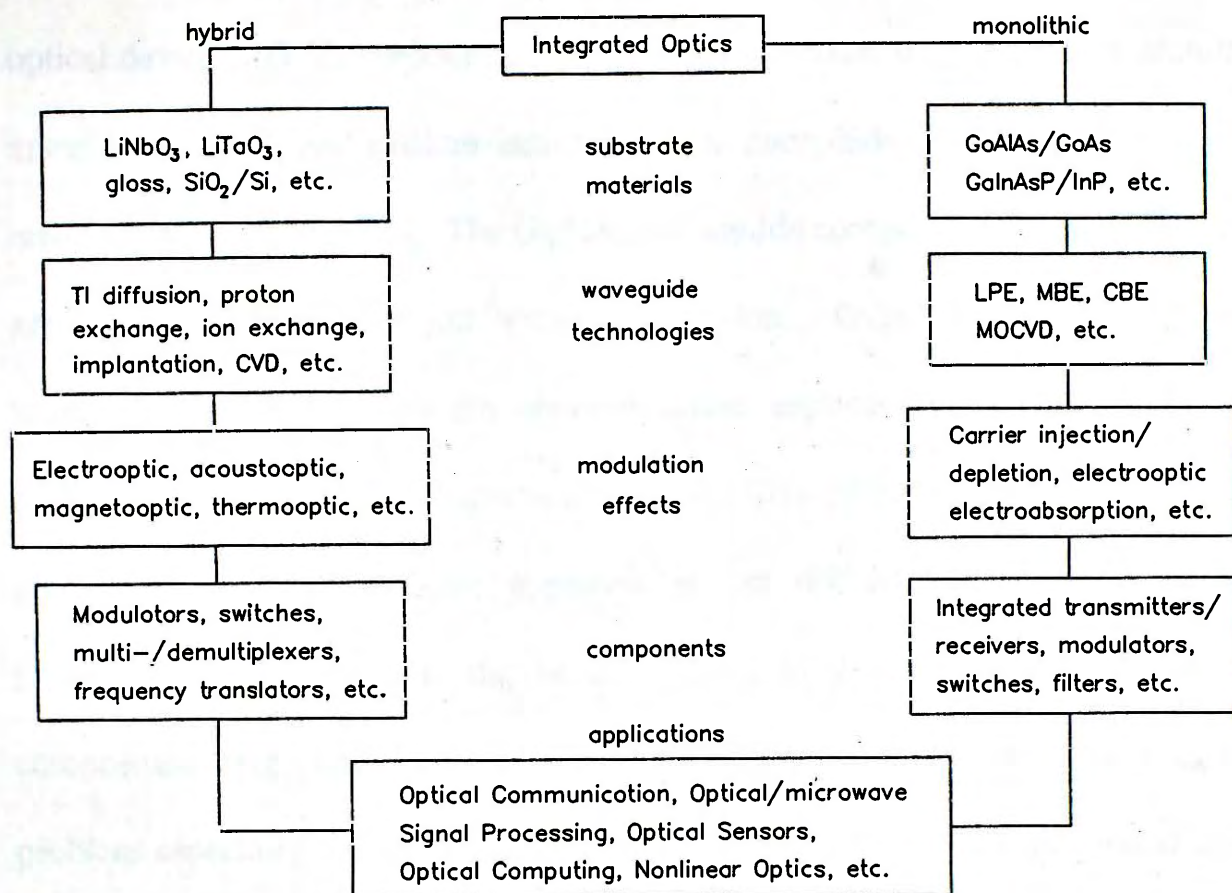 hybrid
Integrated Optics
monolithic
LiNbO₃, LiTaO₃,
gloss, SiO₂/Si, etc.
substrate
materials
GoAlAs/GoAs
GaInAsP/InP, etc.
TI diffusion, proton
exchange, ion exchange,
implantation, CVD, etc.
waveguide
technologies
LPE, MBE, CBE
MOCVD, etc.
Electrooptic, acoustooptic,
magnetooptic, thermooptic, etc.
modulation
effects
Carrier injection/
depletion, electrooptic
electroabsorption, etc.
Modulotors, switches,
multi-/demultiplexers,
frequency translators, etc.
components
Integrated transmitters/
receivers, modulators,
switches, filters, etc.
applications
Optical Communicotion, Optical/microwave
Signal Processing, Optical Sensors,
Optical Computing, Nonlinear Optics, etc.